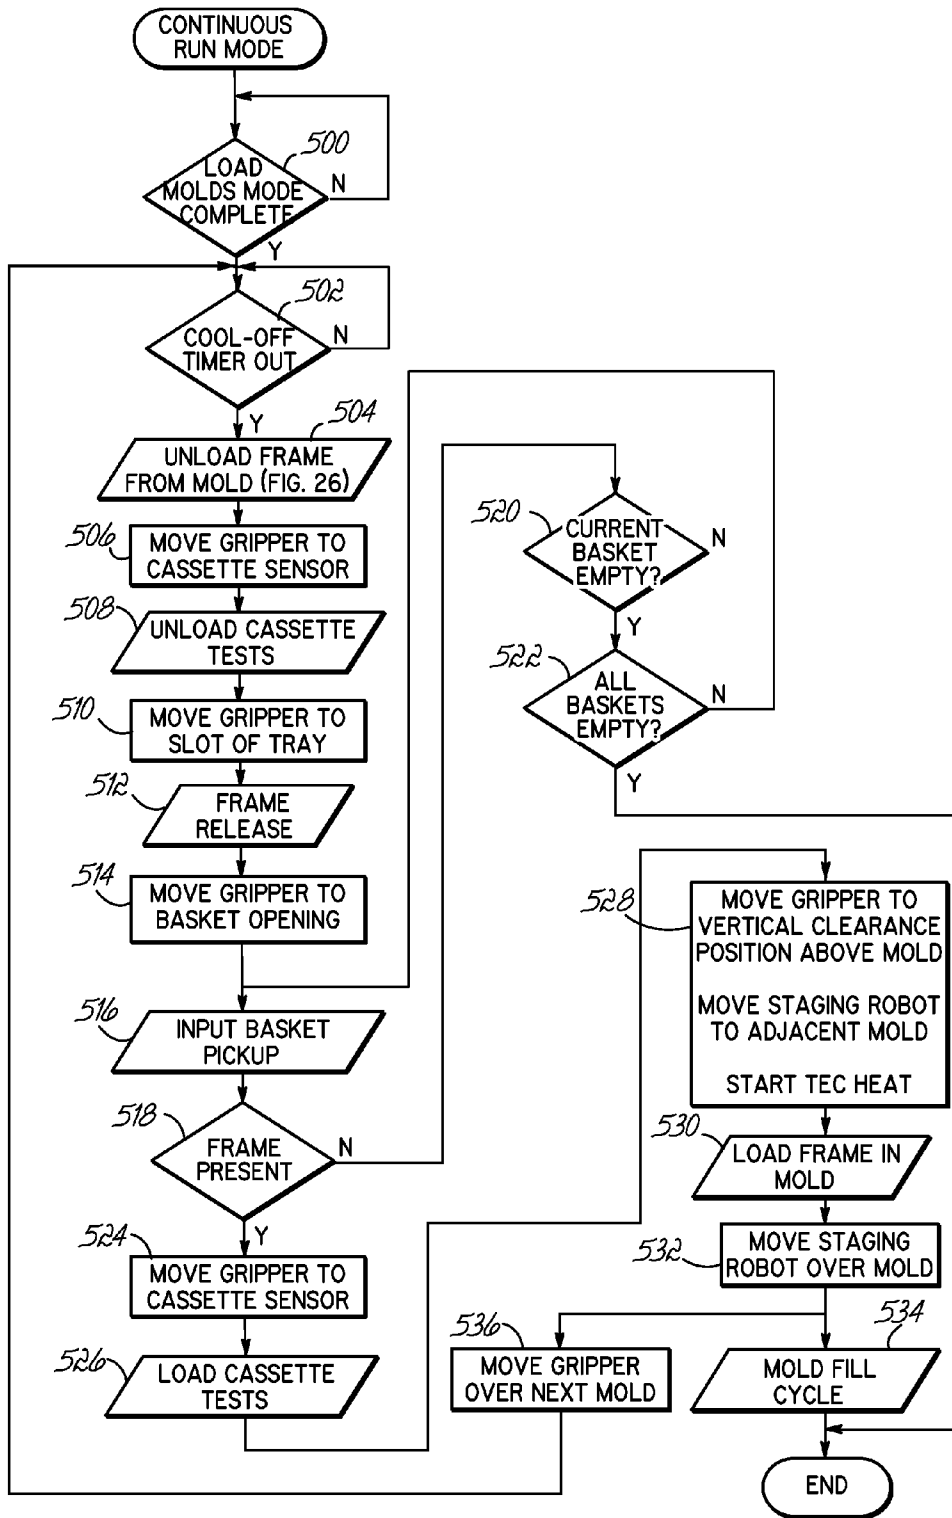 CONTINUOUS
RUN MODE
500
LOAD
MOLDS MODE
COMPLETE
N
Y
502
COOL-OFF
TIMER OUT
N
Y
504
UNLOAD FRAME
FROM MOLD (FIG. 26)
506
MOVE GRIPPER TO
CASSETTE SENSOR
508
UNLOAD CASSETTE
TESTS
510
MOVE GRIPPER TO
SLOT OF TRAY
512
FRAME
RELEASE
514
MOVE GRIPPER TO
BASKET OPENING
516
INPUT BASKET
PICKUP
518
FRAME
PRESENT
N
Y
524
MOVE GRIPPER TO
CASSETTE SENSOR
526
LOAD CASSETTE
TESTS
520
CURRENT
BASKET
EMPTY?
N
Y
522
ALL
BASKETS
EMPTY?
N
Y
528
MOVE GRIPPER TO
VERTICAL CLEARANCE
POSITION ABOVE MOLD
MOVE STAGING ROBOT
TO ADJACENT MOLD
START TEC HEAT
530
LOAD FRAME IN
MOLD
532
MOVE STAGING
ROBOT OVER MOLD
536
MOVE GRIPPER
OVER NEXT MOLD
534
MOLD FILL
CYCLE
END